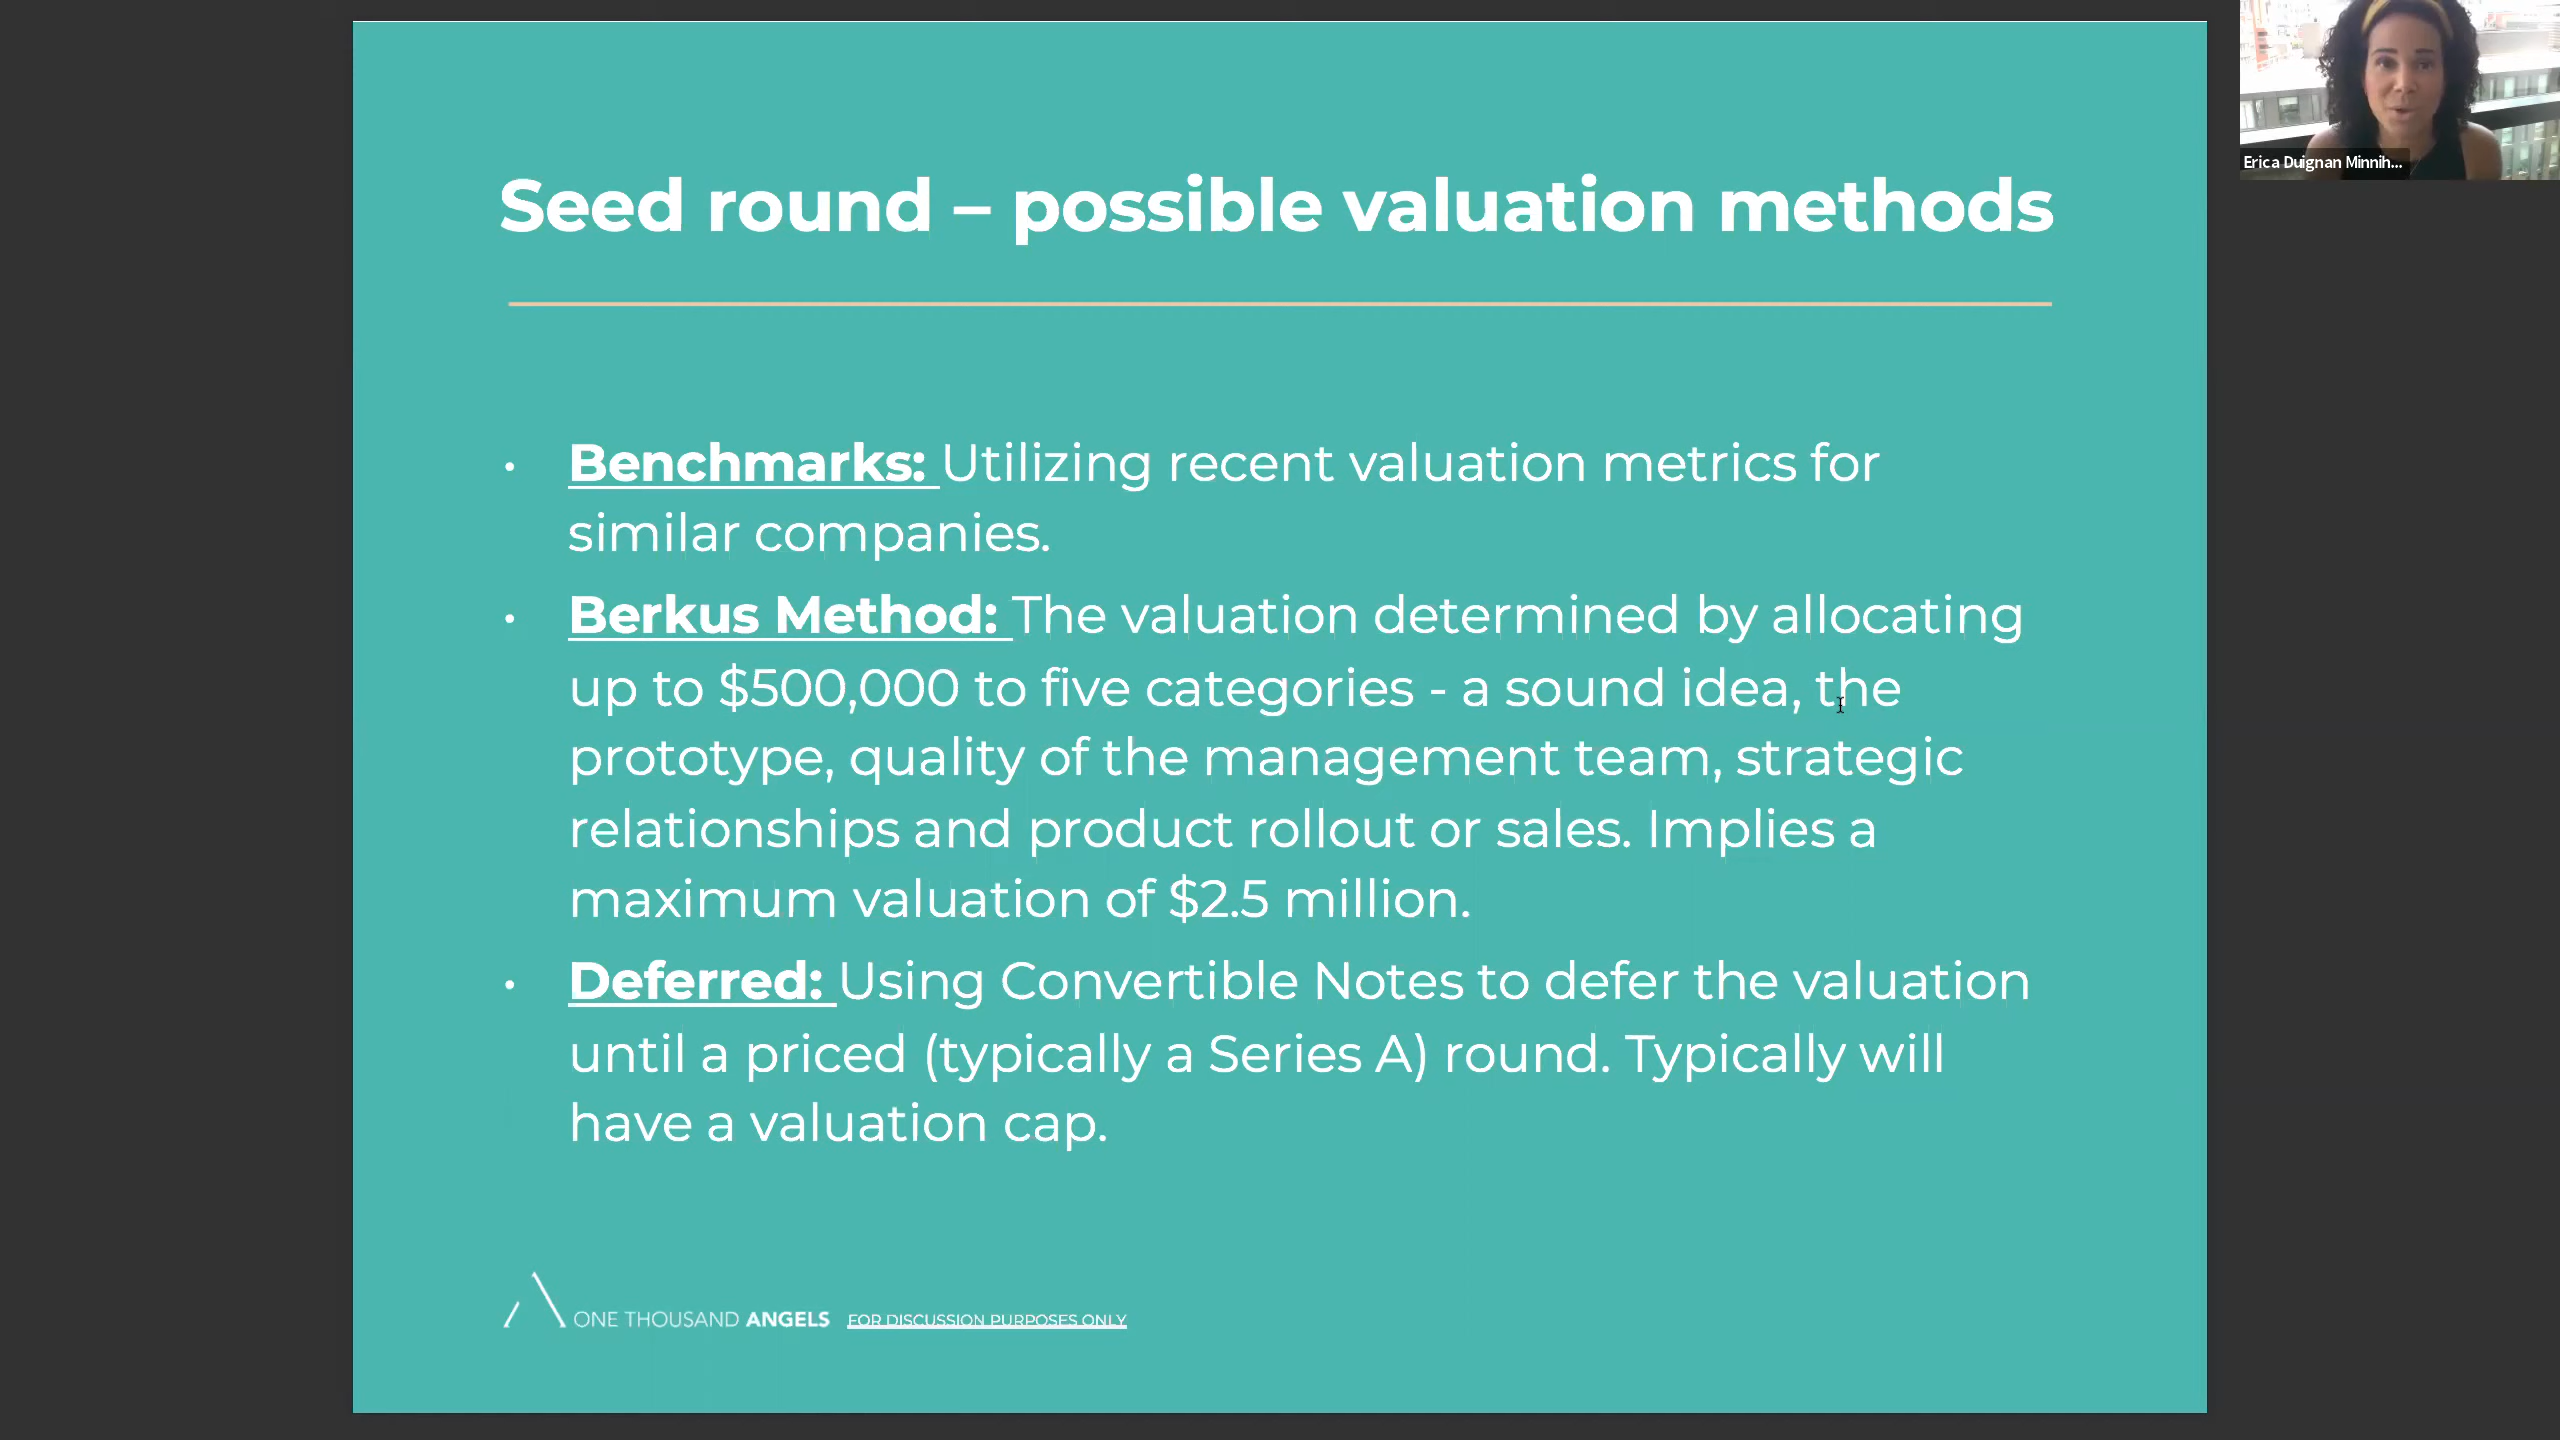 Seed round – possible valuation methods
• Benchmarks: Utilizing recent valuation metrics for
similar companies.
• Berkus Method: The valuation determined by allocating
up to $500,000 to five categories - a sound idea, the
prototype, quality of the management team, strategic
relationships and product rollout or sales. Implies a
maximum valuation of $2.5 million.
• Deferred: Using Convertible Notes to defer the valuation
until a priced (typically a Series A) round. Typically will
have a valuation cap.
ONE THOUSAND ANGELS FOR DISCUSSION PURPOSES ONLY
Erica Duignan Minnih...